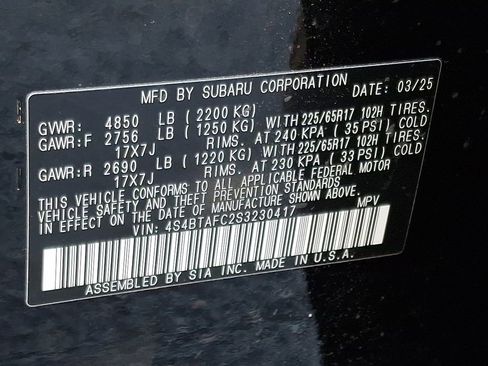 MFD BY SUBARU CORPORATION DATE: 03/25
GVWR: 4850 LB (2200 KG)
GAWR:F 2756 LB (1250 KG) WITH 225/65R17 102H TIRES.
17X7J RIMS. AT 240 KPA (35 PSI) COLD
GAWR:R 2690 LB (1220 KG) WITH 225/65R17 102H TIRES.
17X7J RIMS. AT 230 KPA (33 PSI) COLD
THIS VEHICLE CONFORMS TO ALL APPLICABLE FEDERAL MOTOR
VEHICLE SAFETY AND THEFT PREVENTION STANDARDS
IN EFFECT ON THE DATE OF MANUFACTURE SHOWN ABOVE.
VIN: 4S4BTAFC2S3230417 MPV
ASSEMBLED BY SIA INC. MADE IN U.S.A.